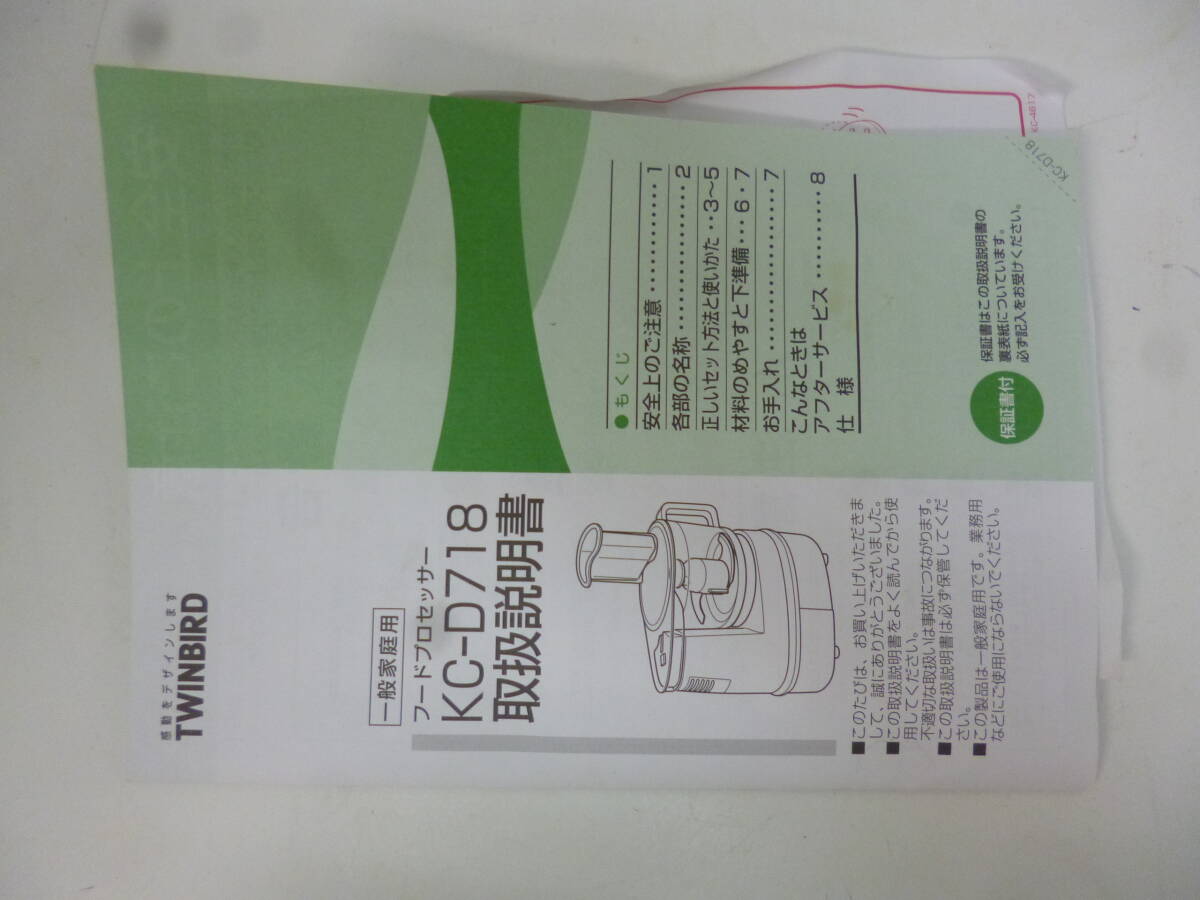 感動をデザインします
TWINBIRD
一般家庭用
フードプロセッサー
KC-D718
取扱説明書
■このたびは、お買い上げいただきま
して、誠にありがとうございました。
■この取扱説明書をよく読んでから使
用してください。
不適切な取扱いは事故につながります。
■この取扱説明書は必ず保管してくだ
さい。
■この製品は一般家庭用です。業務用
などにご使用にならないでください。
●もくじ
安全上のご注意‥‥‥‥‥‥1
各部の名称‥‥‥‥‥‥‥‥2
正しいセット方法と使いかた‥3〜5
材料のめやすと下準備‥‥6・7
お手入れ‥‥‥‥‥‥‥‥‥7
こんなときは
アフターサービス‥‥‥‥‥8
仕 様
保証書付
保証書はこの取扱説明書の
裏表紙についています。
必ず記入をお受けください。
KC-D718
KC-4617